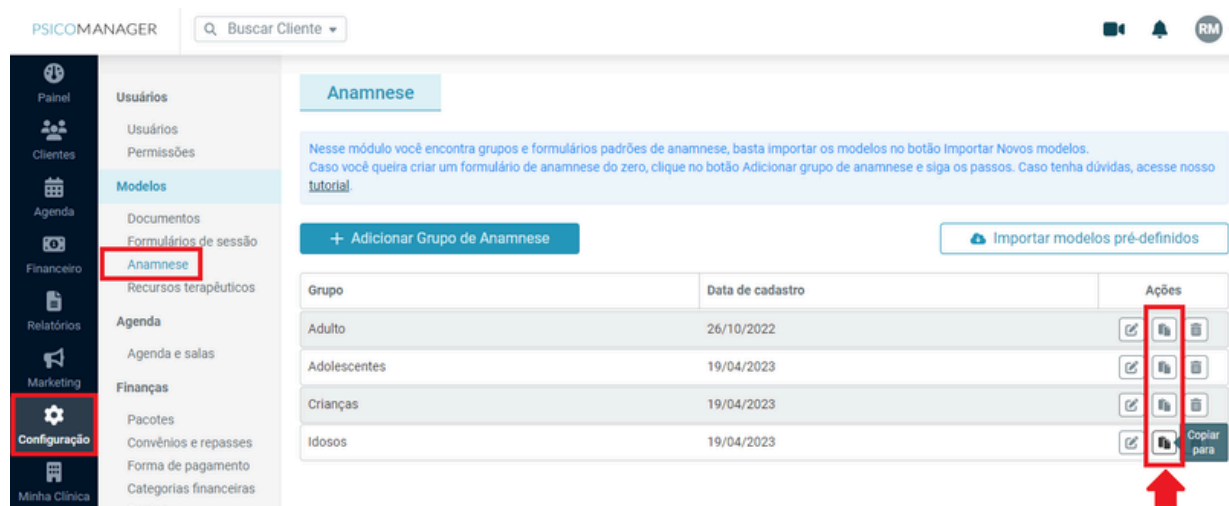 PSICOMANAGER
Buscar Cliente
RM
Painel
Clientes
Agenda
Financeiro
Relatórios
Marketing
Configuração
Minha Clínica
Usuários
Usuários
Permissões
Modelos
Documentos
Formulários de sessão
Anamnese
Recursos terapêuticos
Agenda
Agenda e salas
Finanças
Pacotes
Convênios e repasses
Forma de pagamento
Categorias financeiras
Anamnese
Nesse módulo você encontra grupos e formulários padrões de anamnese, basta importar os modelos no botão Importar Novos modelos.
Caso você queira criar um formulário de anamnese do zero, clique no botão Adicionar grupo de anamnese e siga os passos. Caso tenha dúvidas, acesse nosso
tutorial.
+ Adicionar Grupo de Anamnese
Importar modelos pré-definidos
Grupo Data de cadastro Ações
Adulto 26/10/2022
Adolescentes 19/04/2023
Crianças 19/04/2023
Idosos 19/04/2023
Copiar
para